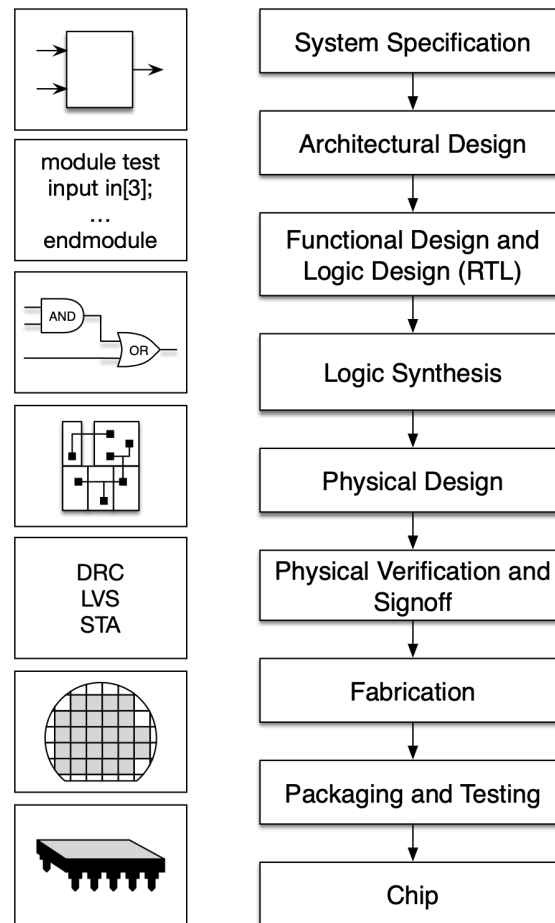 System Specification
module test
input in[3];
...
endmodule
Architectural Design
Functional Design and
Logic Design (RTL)
AND
OR
Logic Synthesis
Physical Design
DRC
LVS
STA
Physical Verification and
Signoff
Fabrication
Packaging and Testing
Chip